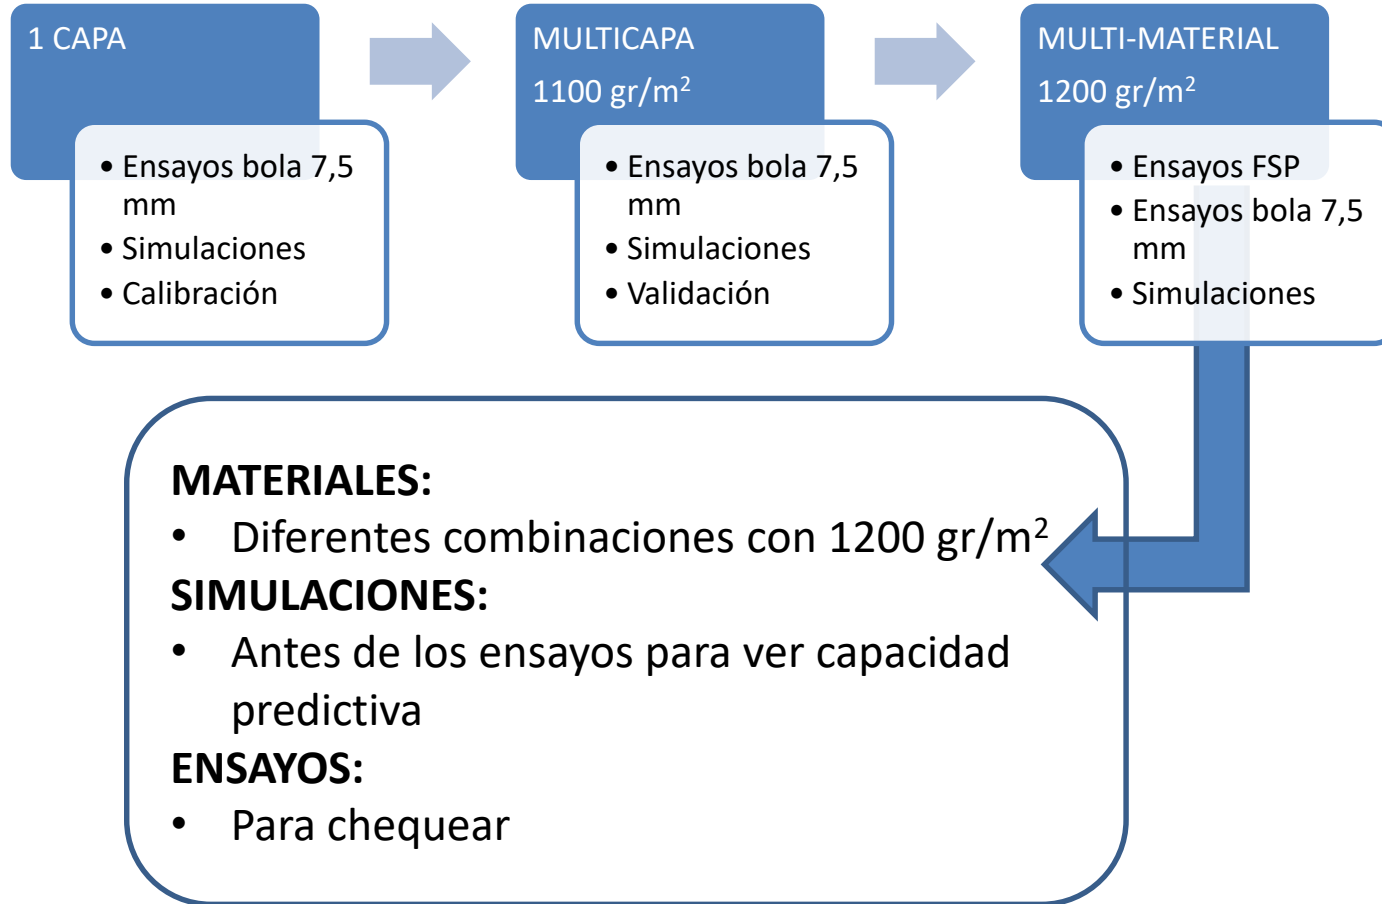 1 CAPA
• Ensayos bola 7,5
mm
• Simulaciones
• Calibración
MULTICAPA
1100 gr/m²
• Ensayos bola 7,5
mm
• Simulaciones
• Validación
MULTI-MATERIAL
1200 gr/m²
• Ensayos FSP
• Ensayos bola 7,5
mm
• Simulaciones
MATERIALES:
• Diferentes combinaciones con 1200 gr/m²
SIMULACIONES:
• Antes de los ensayos para ver capacidad
predictiva
ENSAYOS:
• Para chequear